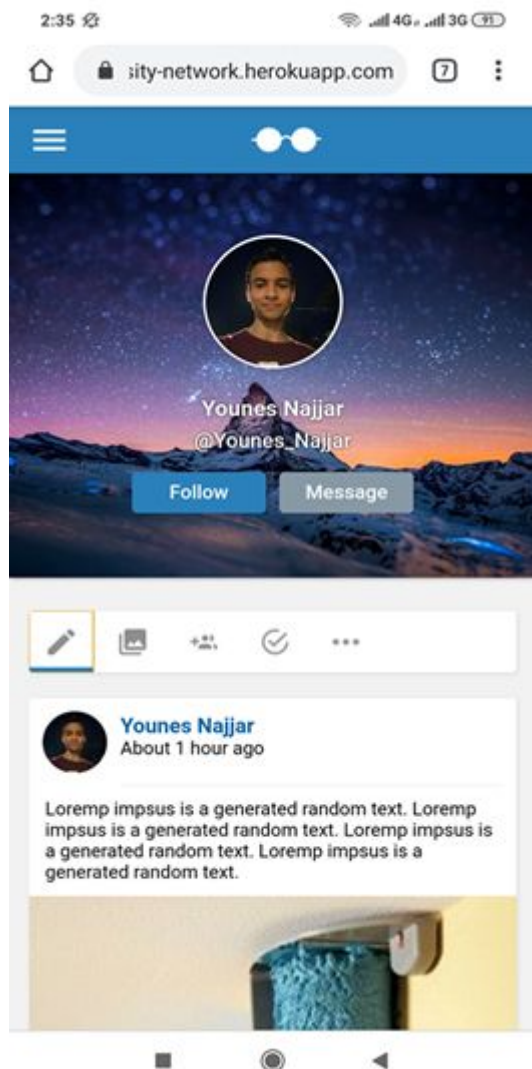 2:35
4G 3G 91
sity-network.herokuapp.com 7
Younes Najjar
@Younes_Najjar
Follow Message
Younes Najjar
About 1 hour ago
Loremp impsus is a generated random text. Loremp
impsus is a generated random text. Loremp impsus is
a generated random text. Loremp impsus is a
generated random text.